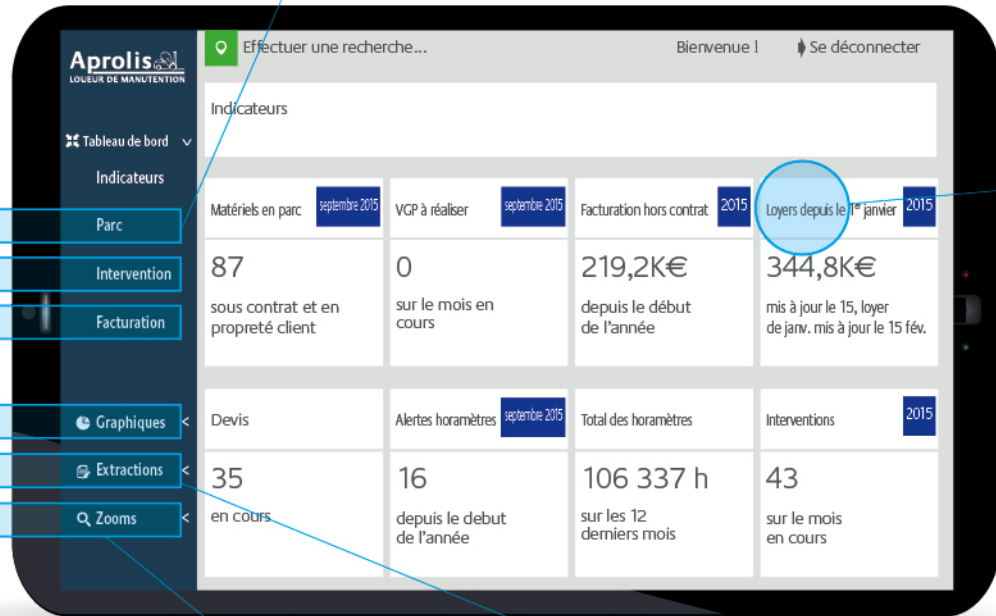 Aprolis
LOUEUR DE MANUTENTION
Effectuer une recherche...
Bienvenue !
Se déconnecter
Tableau de bord
Indicateurs
Parc
Intervention
Facturation
Graphiques <
Extractions <
Zooms <
Indicateurs
Matériels en parc
septembre 2015
87
sous contrat et en
propreté client
VGP à réaliser
septembre 2015
0
sur le mois en
cours
Facturation hors contrat
2015
219,2K€
depuis le début
de l'année
Loyers depuis le 1e janvier
2015
344,8K€
mis à jour le 15, loyer
de janv. mis à jour le 15 fév.
Devis
35
en cours
Alertes horamètres
septembre 2015
16
depuis le debut
de l'année
Total des horamètres
106 337 h
sur les 12
derniers mois
Interventions
2015
43
sur le mois
en cours